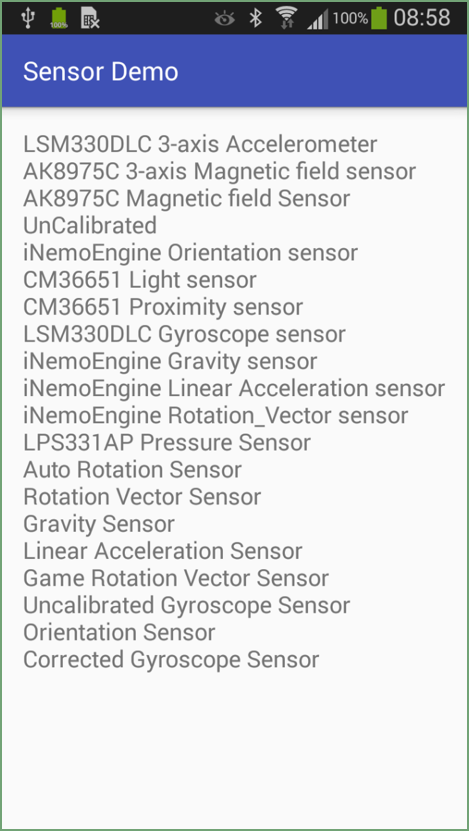 100%
100% 08:58
Sensor Demo
LSM330DLC 3-axis Accelerometer
AK8975C 3-axis Magnetic field sensor
AK8975C Magnetic field Sensor
UnCalibrated
iNemoEngine Orientation sensor
CM36651 Light sensor
CM36651 Proximity sensor
LSM330DLC Gyroscope sensor
iNemoEngine Gravity sensor
iNemoEngine Linear Acceleration sensor
iNemoEngine Rotation_Vector sensor
LPS331AP Pressure Sensor
Auto Rotation Sensor
Rotation Vector Sensor
Gravity Sensor
Linear Acceleration Sensor
Game Rotation Vector Sensor
Uncalibrated Gyroscope Sensor
Orientation Sensor
Corrected Gyroscope Sensor